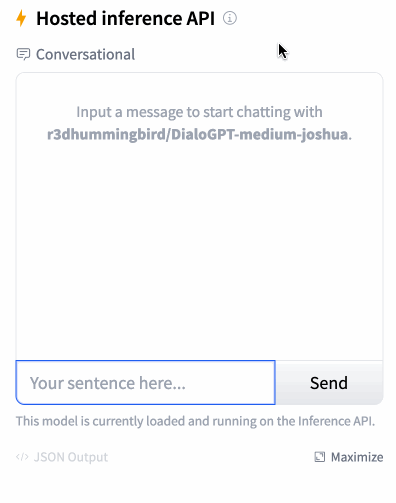 Hosted inference API
Conversational
Input a message to start chatting with
r3dhummingbird/DialoGPT-medium-joshua.
Your sentence here...
Send
This model is currently loaded and running on the Inference API.
</> JSON Output
Maximize